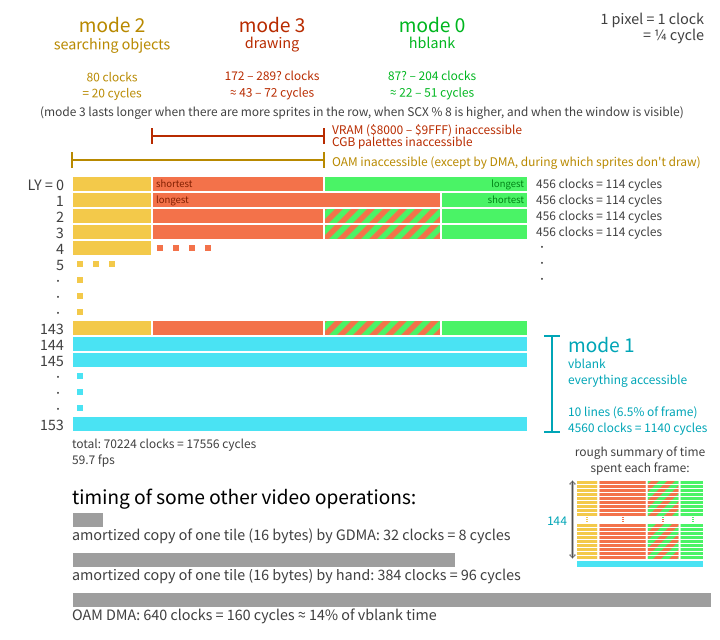 mode 2
searching objects
80 clocks
= 20 cycles
mode 3
drawing
172 – 289? clocks
≈ 43 – 72 cycles
mode 0
hblank
87? – 204 clocks
≈ 22 – 51 cycles
1 pixel = 1 clock
= ¼ cycle
(mode 3 lasts longer when there are more sprites in the row, when SCX % 8 is higher, and when the window is visible)
VRAM ($8000 – $9FFF) inaccessible
CGB palettes inaccessible
OAM inaccessible (except by DMA, during which sprites don't draw)
LY = 0 shortest longest 456 clocks = 114 cycles
1 longest shortest 456 clocks = 114 cycles
2 456 clocks = 114 cycles
3 456 clocks = 114 cycles
4 .
5 .
. .
.
.
143
144
145
.
.
.
153
mode 1
vblank
everything accessible
10 lines (6.5% of frame)
4560 clocks = 1140 cycles
total: 70224 clocks = 17556 cycles
59.7 fps
rough summary of time
spent each frame:
144
timing of some other video operations:
amortized copy of one tile (16 bytes) by GDMA: 32 clocks = 8 cycles
amortized copy of one tile (16 bytes) by hand: 384 clocks = 96 cycles
OAM DMA: 640 clocks = 160 cycles ≈ 14% of vblank time